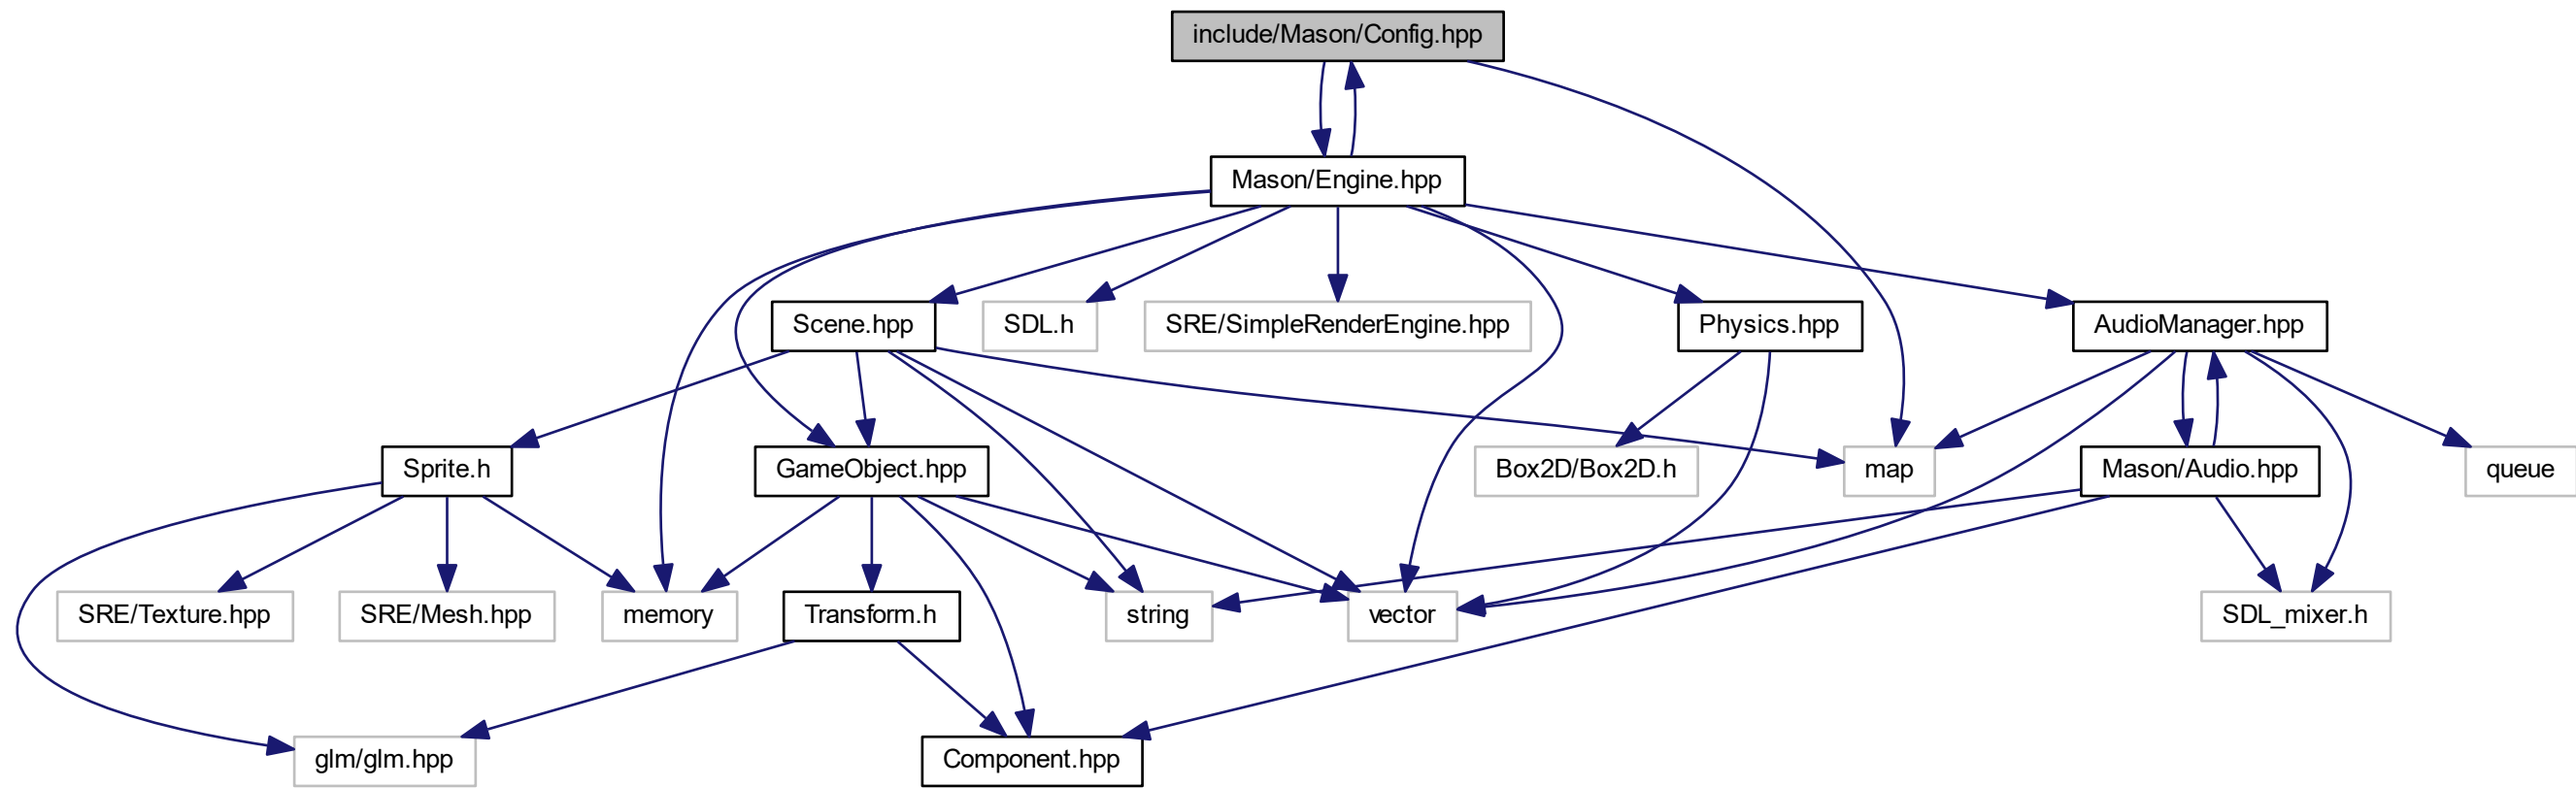 include/Mason/Config.hpp
Mason/Engine.hpp
Scene.hpp
SDL.h
SRE/SimpleRenderEngine.hpp
Physics.hpp
AudioManager.hpp
Sprite.h
GameObject.hpp
Box2D/Box2D.h
map
Mason/Audio.hpp
queue
SRE/Texture.hpp
SRE/Mesh.hpp
memory
Transform.h
string
vector
SDL_mixer.h
glm/glm.hpp
Component.hpp